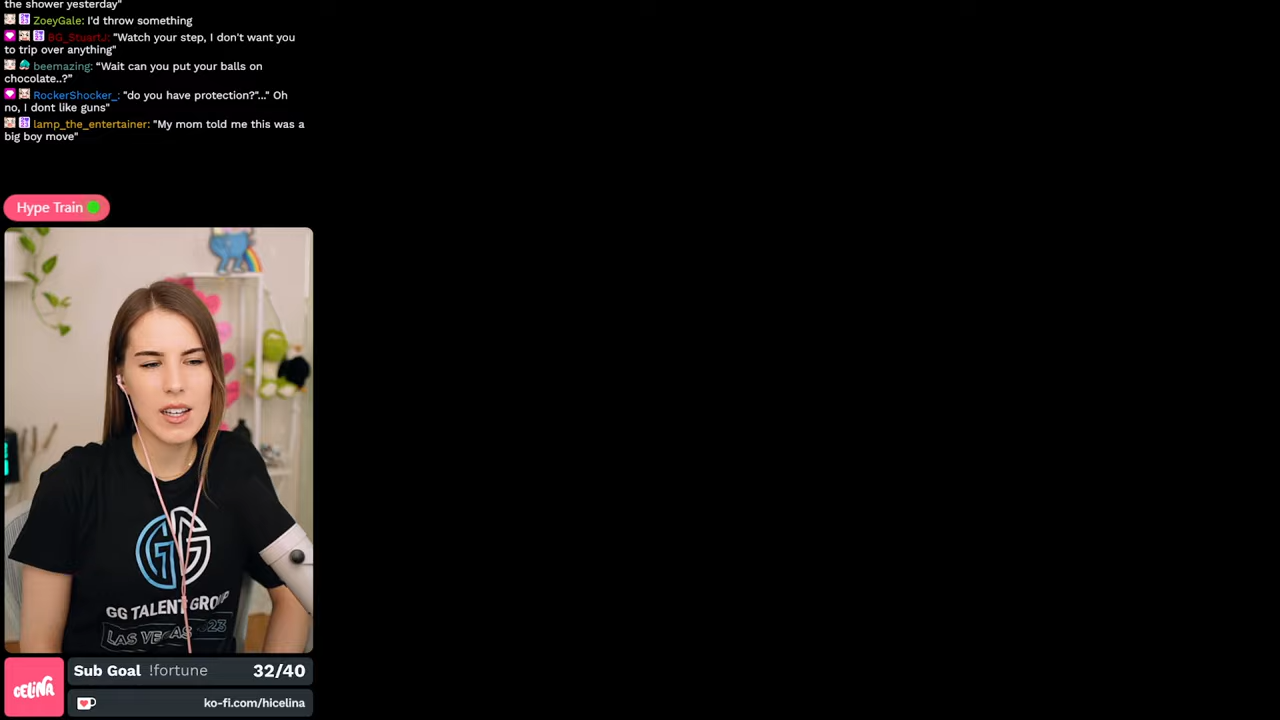 the shower yesterday"
ZoeyGale: I'd throw something
@G_StuartJ: "Watch your step, I don't want you
to trip over anything"
beemazing: “Wait can you put your balls on
chocolate..?”
RockerShocker_: "do you have protection?"..." Oh
no, I dont like guns"
lamp_the_entertainer: "My mom told me this was a
big boy move"
Hype Train
GG TALENT GROUP
LAS VEGAS 23
Sub Goal !fortune 32/40
CELINA
ko-fi.com/hicelina